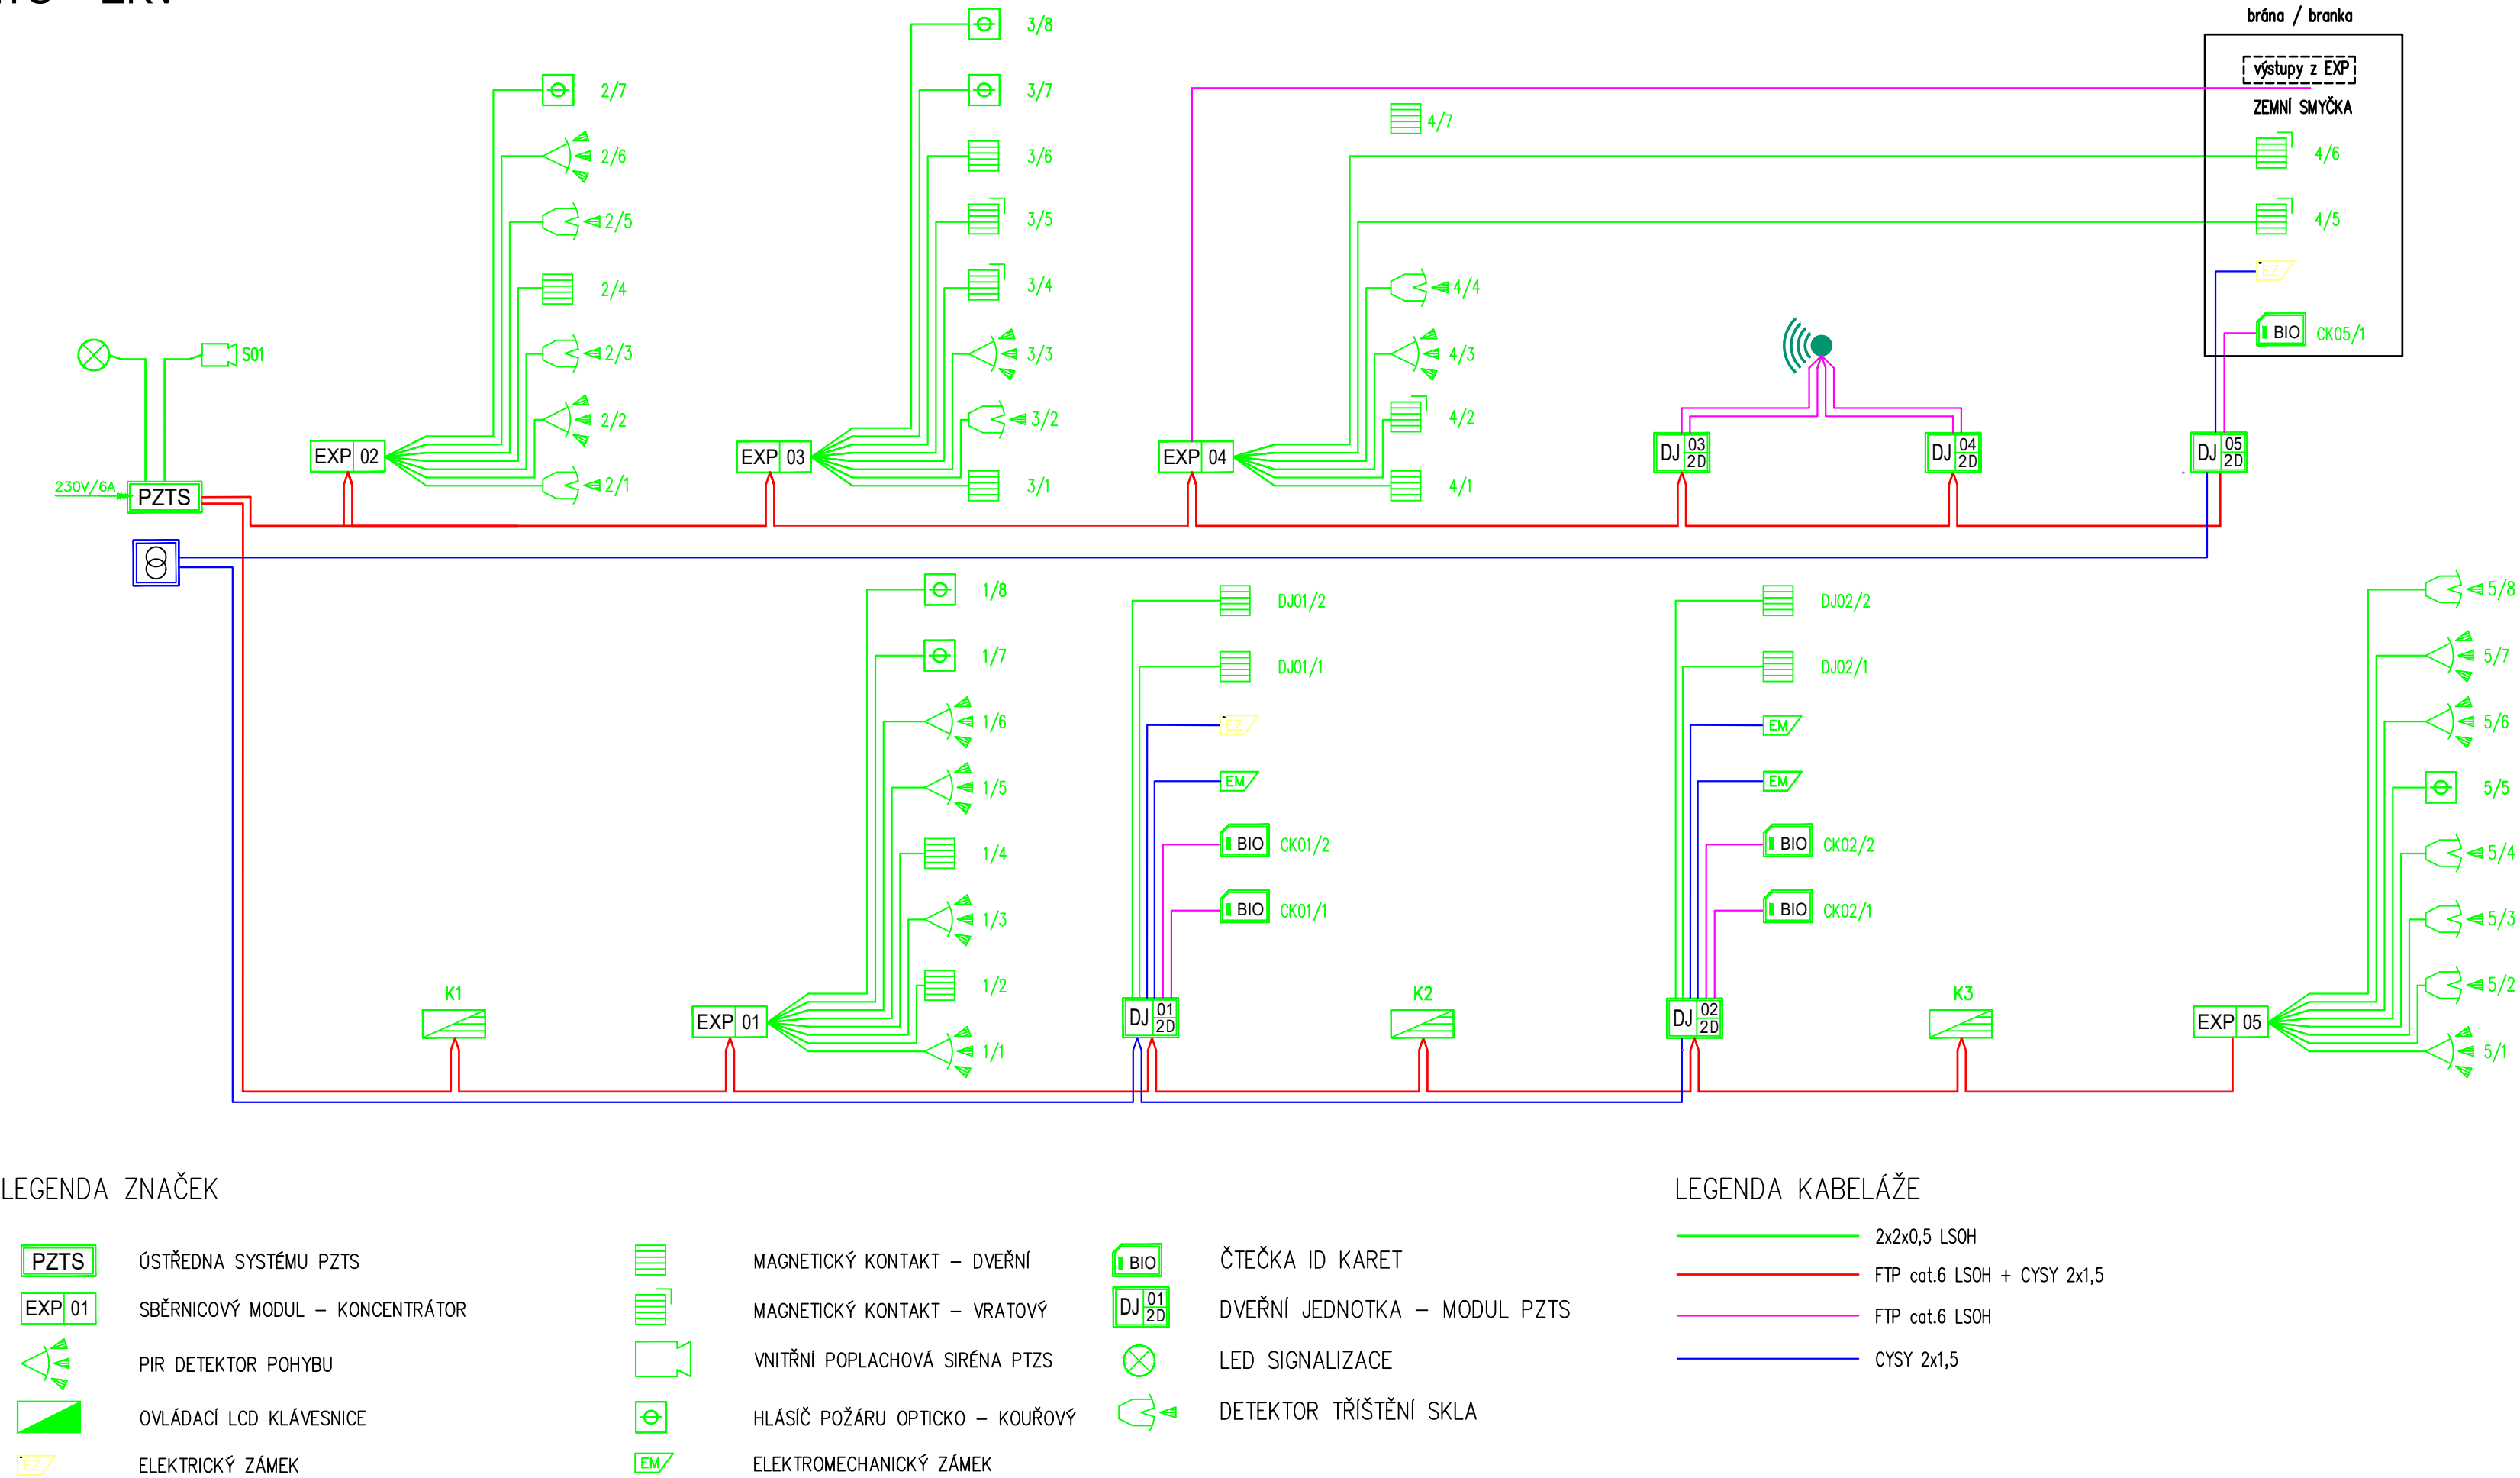 brána / branka
výstupy z EXP
ZEMNÍ SMYČKA
4/6
4/5
EZ
BIO CK05/1
3/8
3/7
3/6
3/5
3/4
3/3
3/2
3/1
2/7
2/6
2/5
2/4
2/3
2/2
2/1
4/7
4/4
4/3
4/2
4/1
S01
230V/6A
PZTS
EXP 02
EXP 03
EXP 04
DJ 03 2D
DJ 04 2D
DJ 05 2D
1/8
1/7
1/6
1/5
1/4
1/3
1/2
1/1
DJ01/2
DJ01/1
EZ
EM
BIO CK01/2
BIO CK01/1
DJ02/2
DJ02/1
EM
EM
BIO CK02/2
BIO CK02/1
5/8
5/7
5/6
5/5
5/4
5/3
5/2
5/1
K1
EXP 01
DJ 01 2D
K2
DJ 02 2D
K3
EXP 05
LEGENDA ZNAČEK
PZTS ÚSTŘEDNA SYSTÉMU PZTS
EXP 01 SBĚRNICOVÝ MODUL – KONCENTRÁTOR
PIR DETEKTOR POHYBU
OVLÁDACÍ LCD KLÁVESNICE
EZ ELEKTRICKÝ ZÁMEK
MAGNETICKÝ KONTAKT – DVEŘNÍ
MAGNETICKÝ KONTAKT – VRATOVÝ
VNITŘNÍ POPLACHOVÁ SIRÉNA PTZS
HLÁSÍČ POŽÁRU OPTICKO – KOUŘOVÝ
EM ELEKTROMECHANICKÝ ZÁMEK
BIO ČTEČKA ID KARET
DJ 01 2D DVEŘNÍ JEDNOTKA – MODUL PZTS
LED SIGNALIZACE
DETEKTOR TŘÍŠTĚNÍ SKLA
LEGENDA KABELÁŽE
2x2x0,5 LSOH
FTP cat.6 LSOH + CYSY 2x1,5
FTP cat.6 LSOH
CYSY 2x1,5